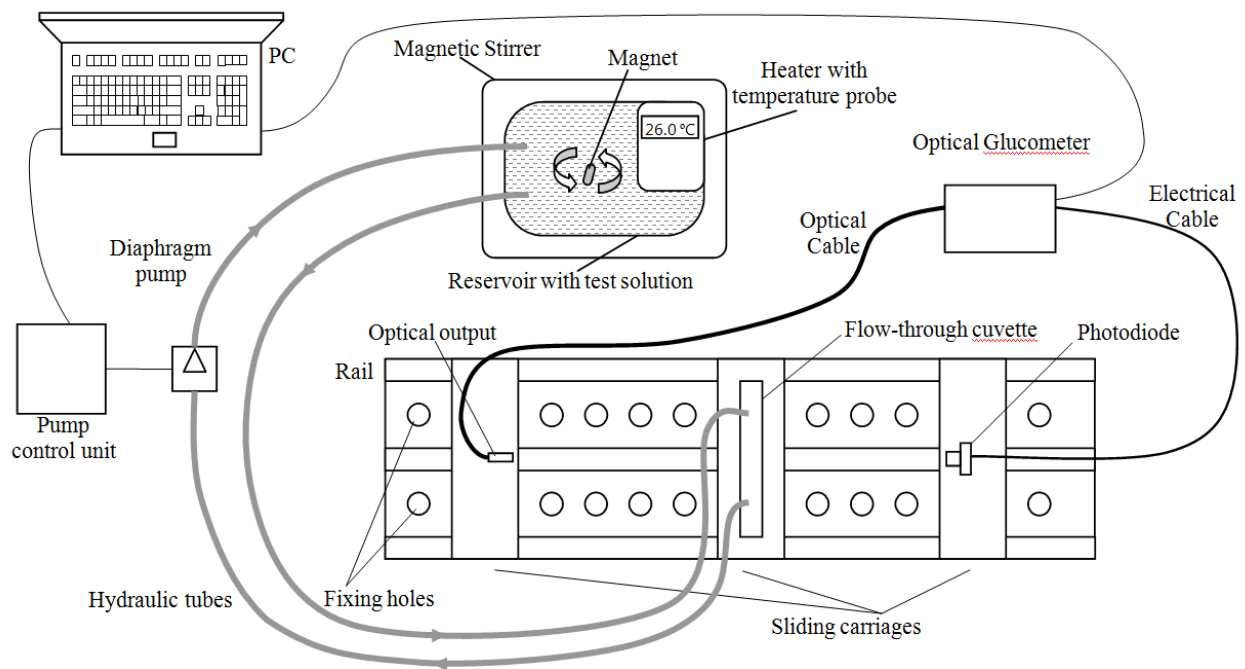 PC
Magnetic Stirrer
Magnet
Heater with
temperature probe
26.0 ºC
Optical Glucometer
Optical
Cable
Electrical
Cable
Diaphragm
pump
Reservoir with test solution
Optical output
Flow-through cuvette
Photodiode
Rail
Pump
control unit
Hydraulic tubes
Fixing holes
Sliding carriages